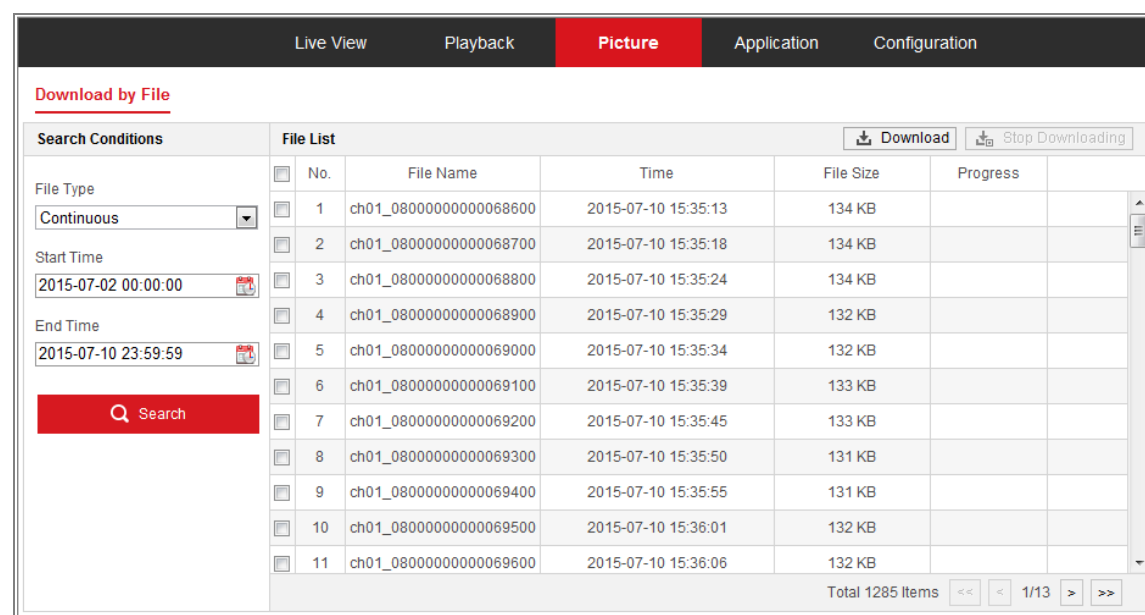 Live View Playback Picture Application Configuration
Download by File
Search Conditions
File Type
Continuous
Start Time
2015-07-02 00:00:00
End Time
2015-07-10 23:59:59
Search
File List Download Stop Downloading
No. File Name Time File Size Progress
1 ch01_08000000000068600 2015-07-10 15:35:13 134 KB
2 ch01_08000000000068700 2015-07-10 15:35:18 134 KB
3 ch01_08000000000068800 2015-07-10 15:35:24 134 KB
4 ch01_08000000000068900 2015-07-10 15:35:29 132 KB
5 ch01_08000000000069000 2015-07-10 15:35:34 132 KB
6 ch01_08000000000069100 2015-07-10 15:35:39 133 KB
7 ch01_08000000000069200 2015-07-10 15:35:45 133 KB
8 ch01_08000000000069300 2015-07-10 15:35:50 131 KB
9 ch01_08000000000069400 2015-07-10 15:35:55 131 KB
10 ch01_08000000000069500 2015-07-10 15:36:01 132 KB
11 ch01_08000000000069600 2015-07-10 15:36:06 132 KB
Total 1285 Items << < 1/13 > >>